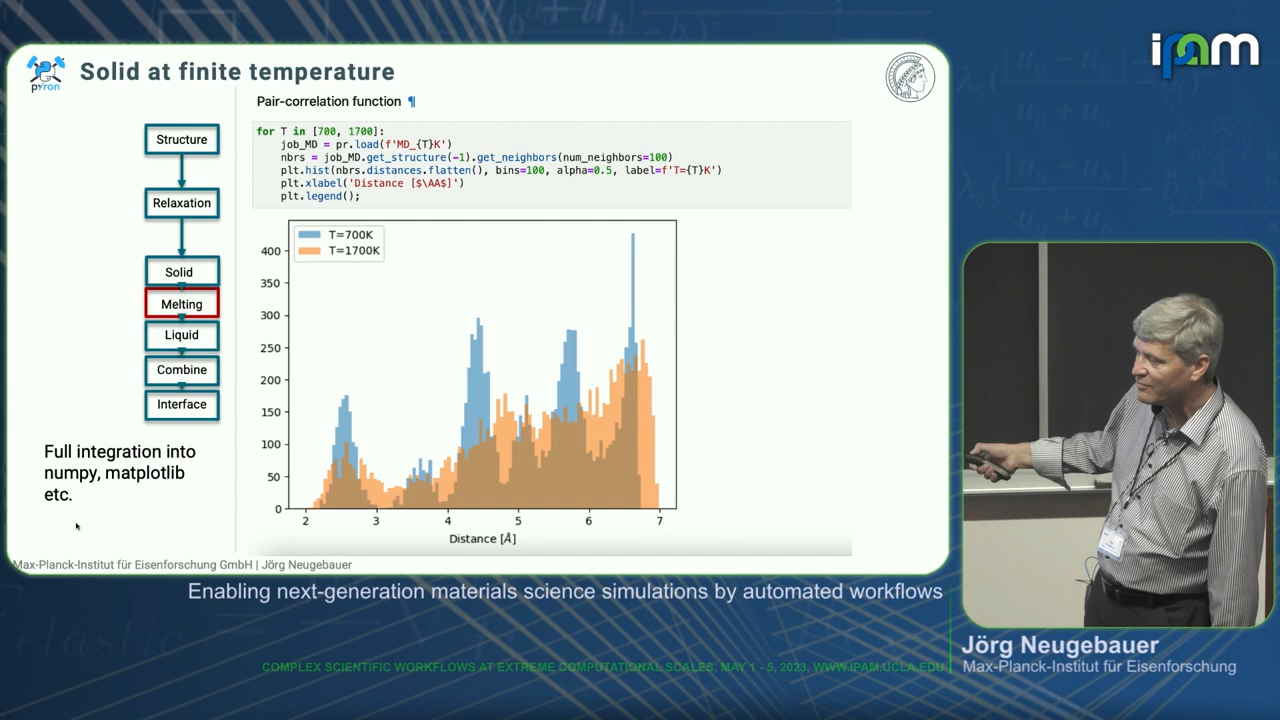 ipam
pyron
Solid at finite temperature
Pair-correlation function ¶
for T in [700, 1700]:
job_MD = pr.load(f'MD_{T}K')
nbrs = job_MD.get_structure(-1).get_neighbors(num_neighbors=100)
plt.hist(nbrs.distances.flatten(), bins=100, alpha=0.5, label=f'T={T}K')
plt.xlabel('Distance [$\AA$]')
plt.legend();
Structure
Relaxation
Solid
Melting
Liquid
Combine
Interface
Full integration into
numpy, matplotlib
etc.
T=700K
T=1700K
400
350
300
250
200
150
100
50
0
2 3 4 5 6 7
Distance [Å]
Max-Planck-Institut für Eisenforschung GmbH | Jörg Neugebauer
Enabling next-generation materials science simulations by automated workflows
Jörg Neugebauer
Max-Planck-Institut für Eisenforschung
COMPLEX SCIENTIFIC WORKFLOWS AT EXTREME COMPUTATIONAL SCALES, MAY 1 - 5, 2023, WWW.IPAM.UCLA.EDU
elastic